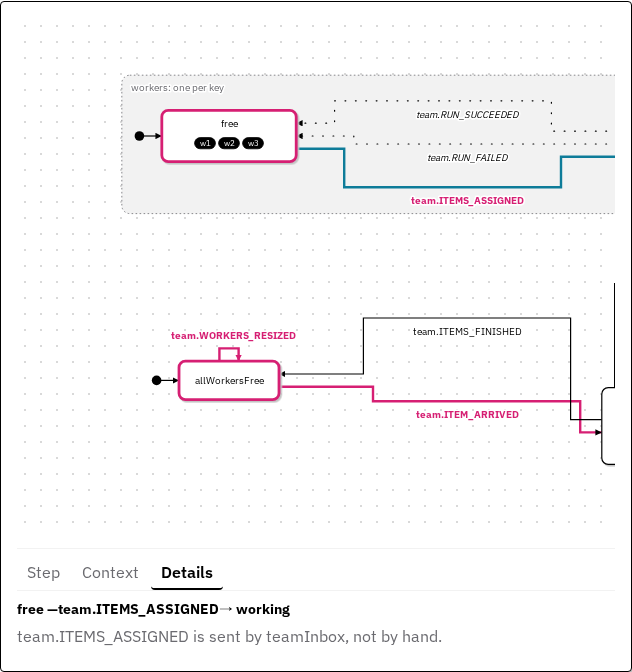 workers: one per key
free
w1 w2 w3
team.RUN_SUCCEEDED
team.RUN_FAILED
team.ITEMS_ASSIGNED
team.WORKERS_RESIZED
team.ITEMS_FINISHED
allWorkersFree
team.ITEM_ARRIVED
Step Context Details
free —team.ITEMS_ASSIGNED→ working
team.ITEMS_ASSIGNED is sent by teamInbox, not by hand.